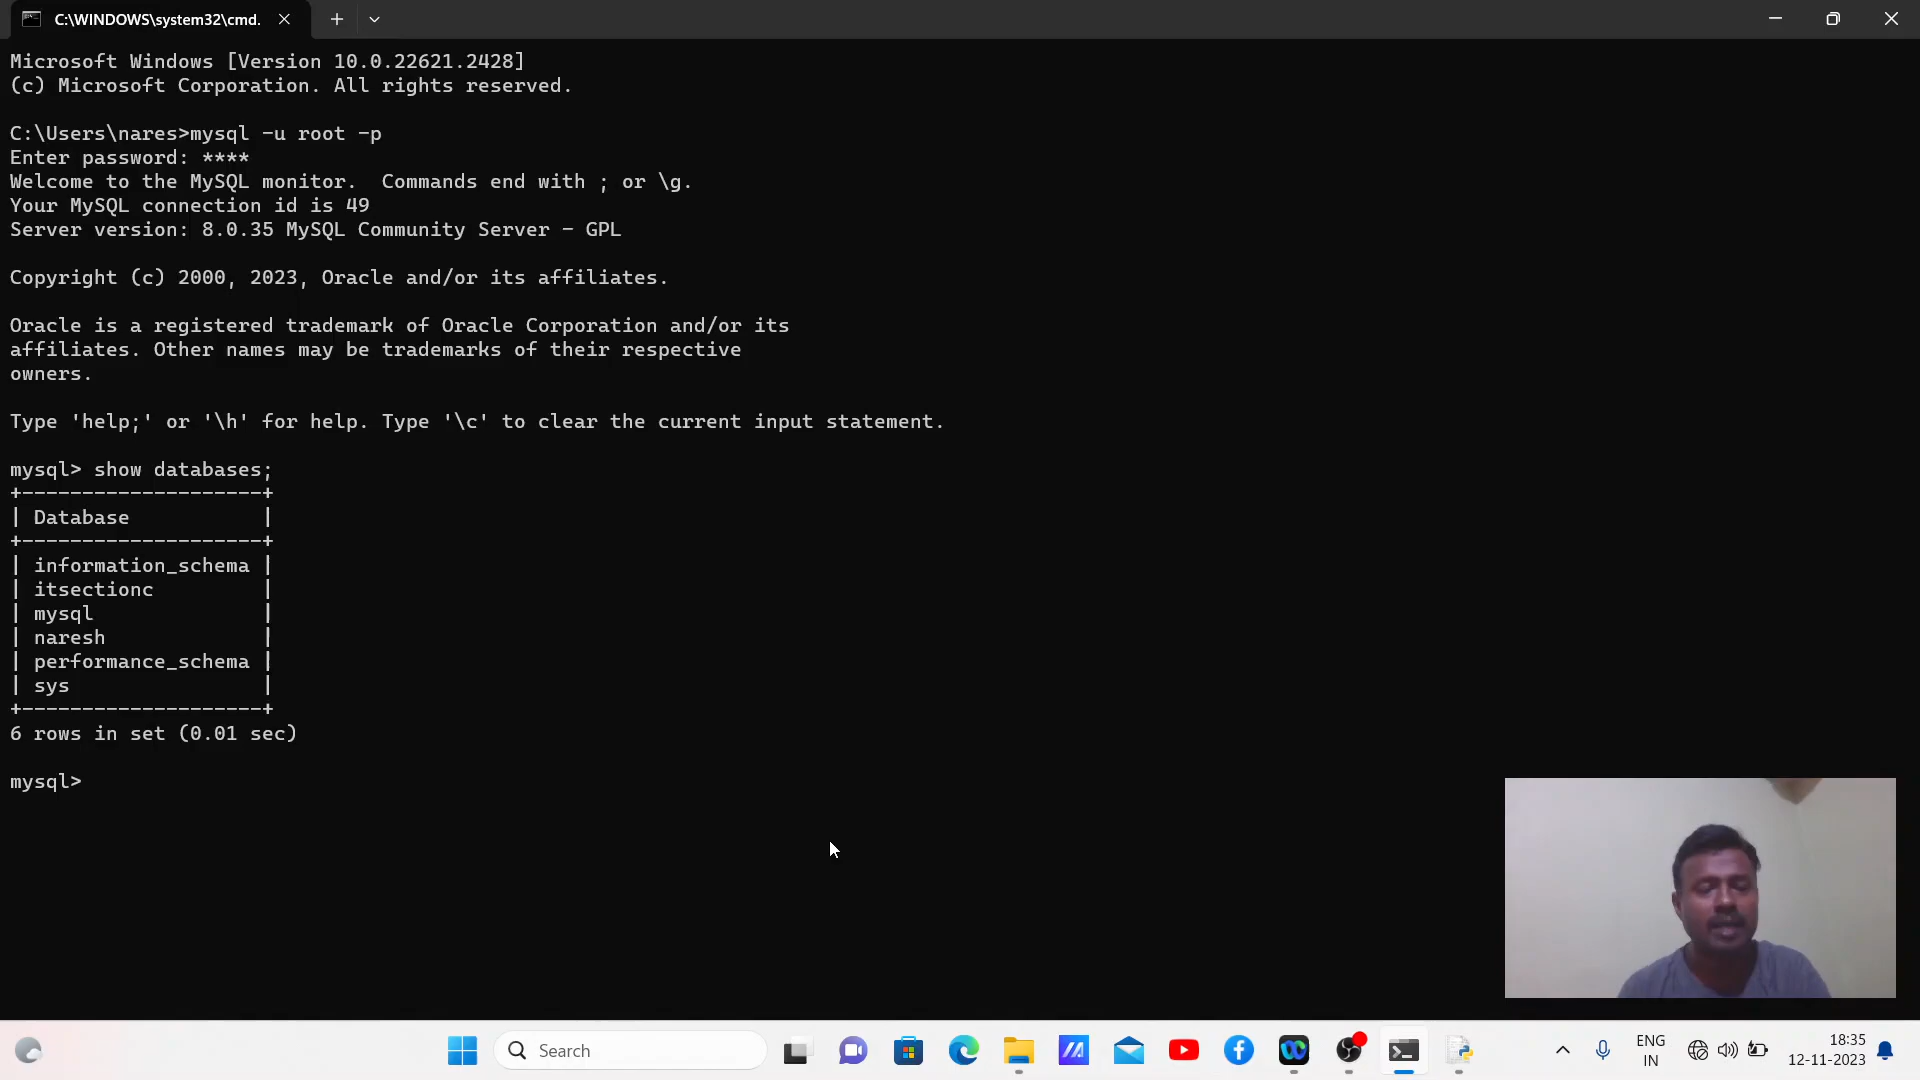 C:\WINDOWS\system32\cmd.
Microsoft Windows [Version 10.0.22621.2428]
(c) Microsoft Corporation. All rights reserved.
C:\Users\nares>mysql -u root -p
Enter password: ****
Welcome to the MySQL monitor.  Commands end with ; or \g.
Your MySQL connection id is 49
Server version: 8.0.35 MySQL Community Server - GPL
Copyright (c) 2000, 2023, Oracle and/or its affiliates.
Oracle is a registered trademark of Oracle Corporation and/or its
affiliates. Other names may be trademarks of their respective
owners.
Type 'help;' or '\h' for help. Type '\c' to clear the current input statement.
mysql> show databases;
+--------------------+
| Database           |
+--------------------+
| information_schema |
| itsectionc         |
| mysql              |
| naresh             |
| performance_schema |
| sys                |
+--------------------+
6 rows in set (0.01 sec)
mysql>
Search
ENG
IN
18:35
12-11-2023